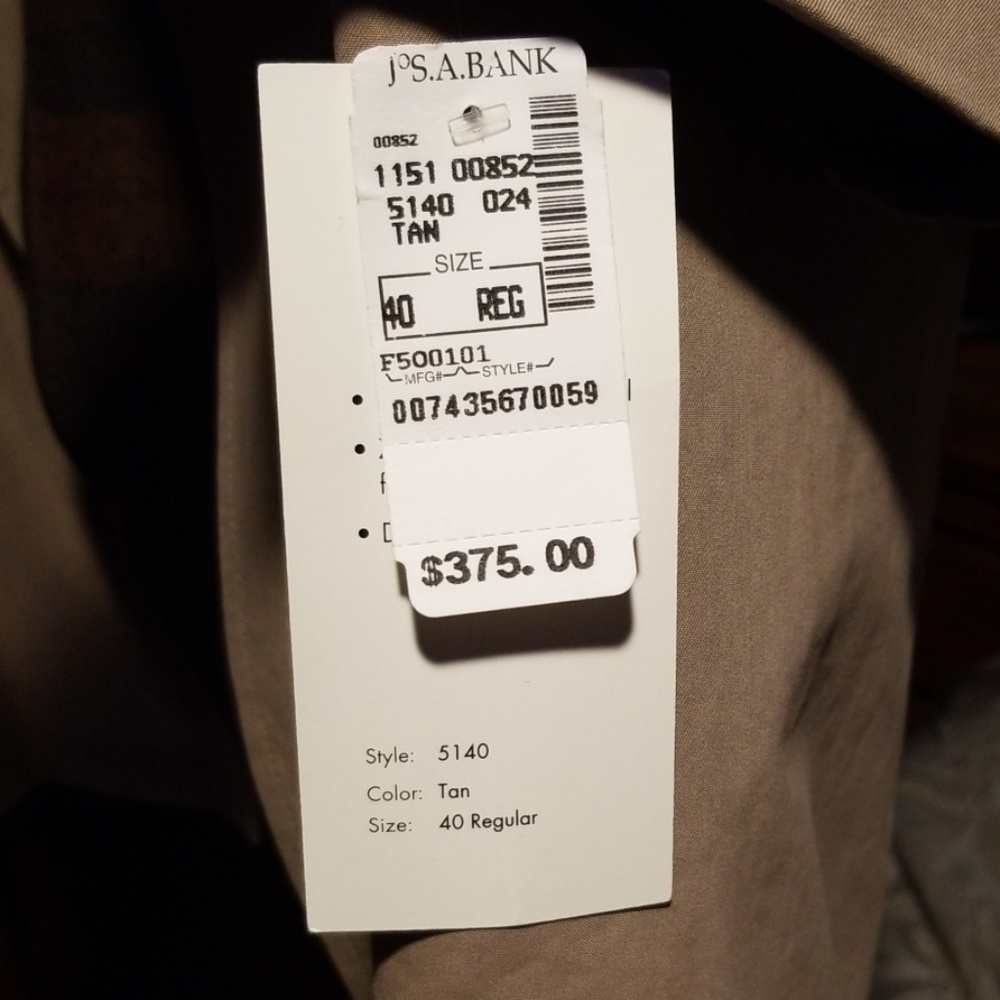 JoS.A.BANK
00852
1151 00852
5140 024
TAN
SIZE
40 REG
F500101
MFG# STYLE#
007435670059
$375.00
Style: 5140
Color: Tan
Size: 40 Regular